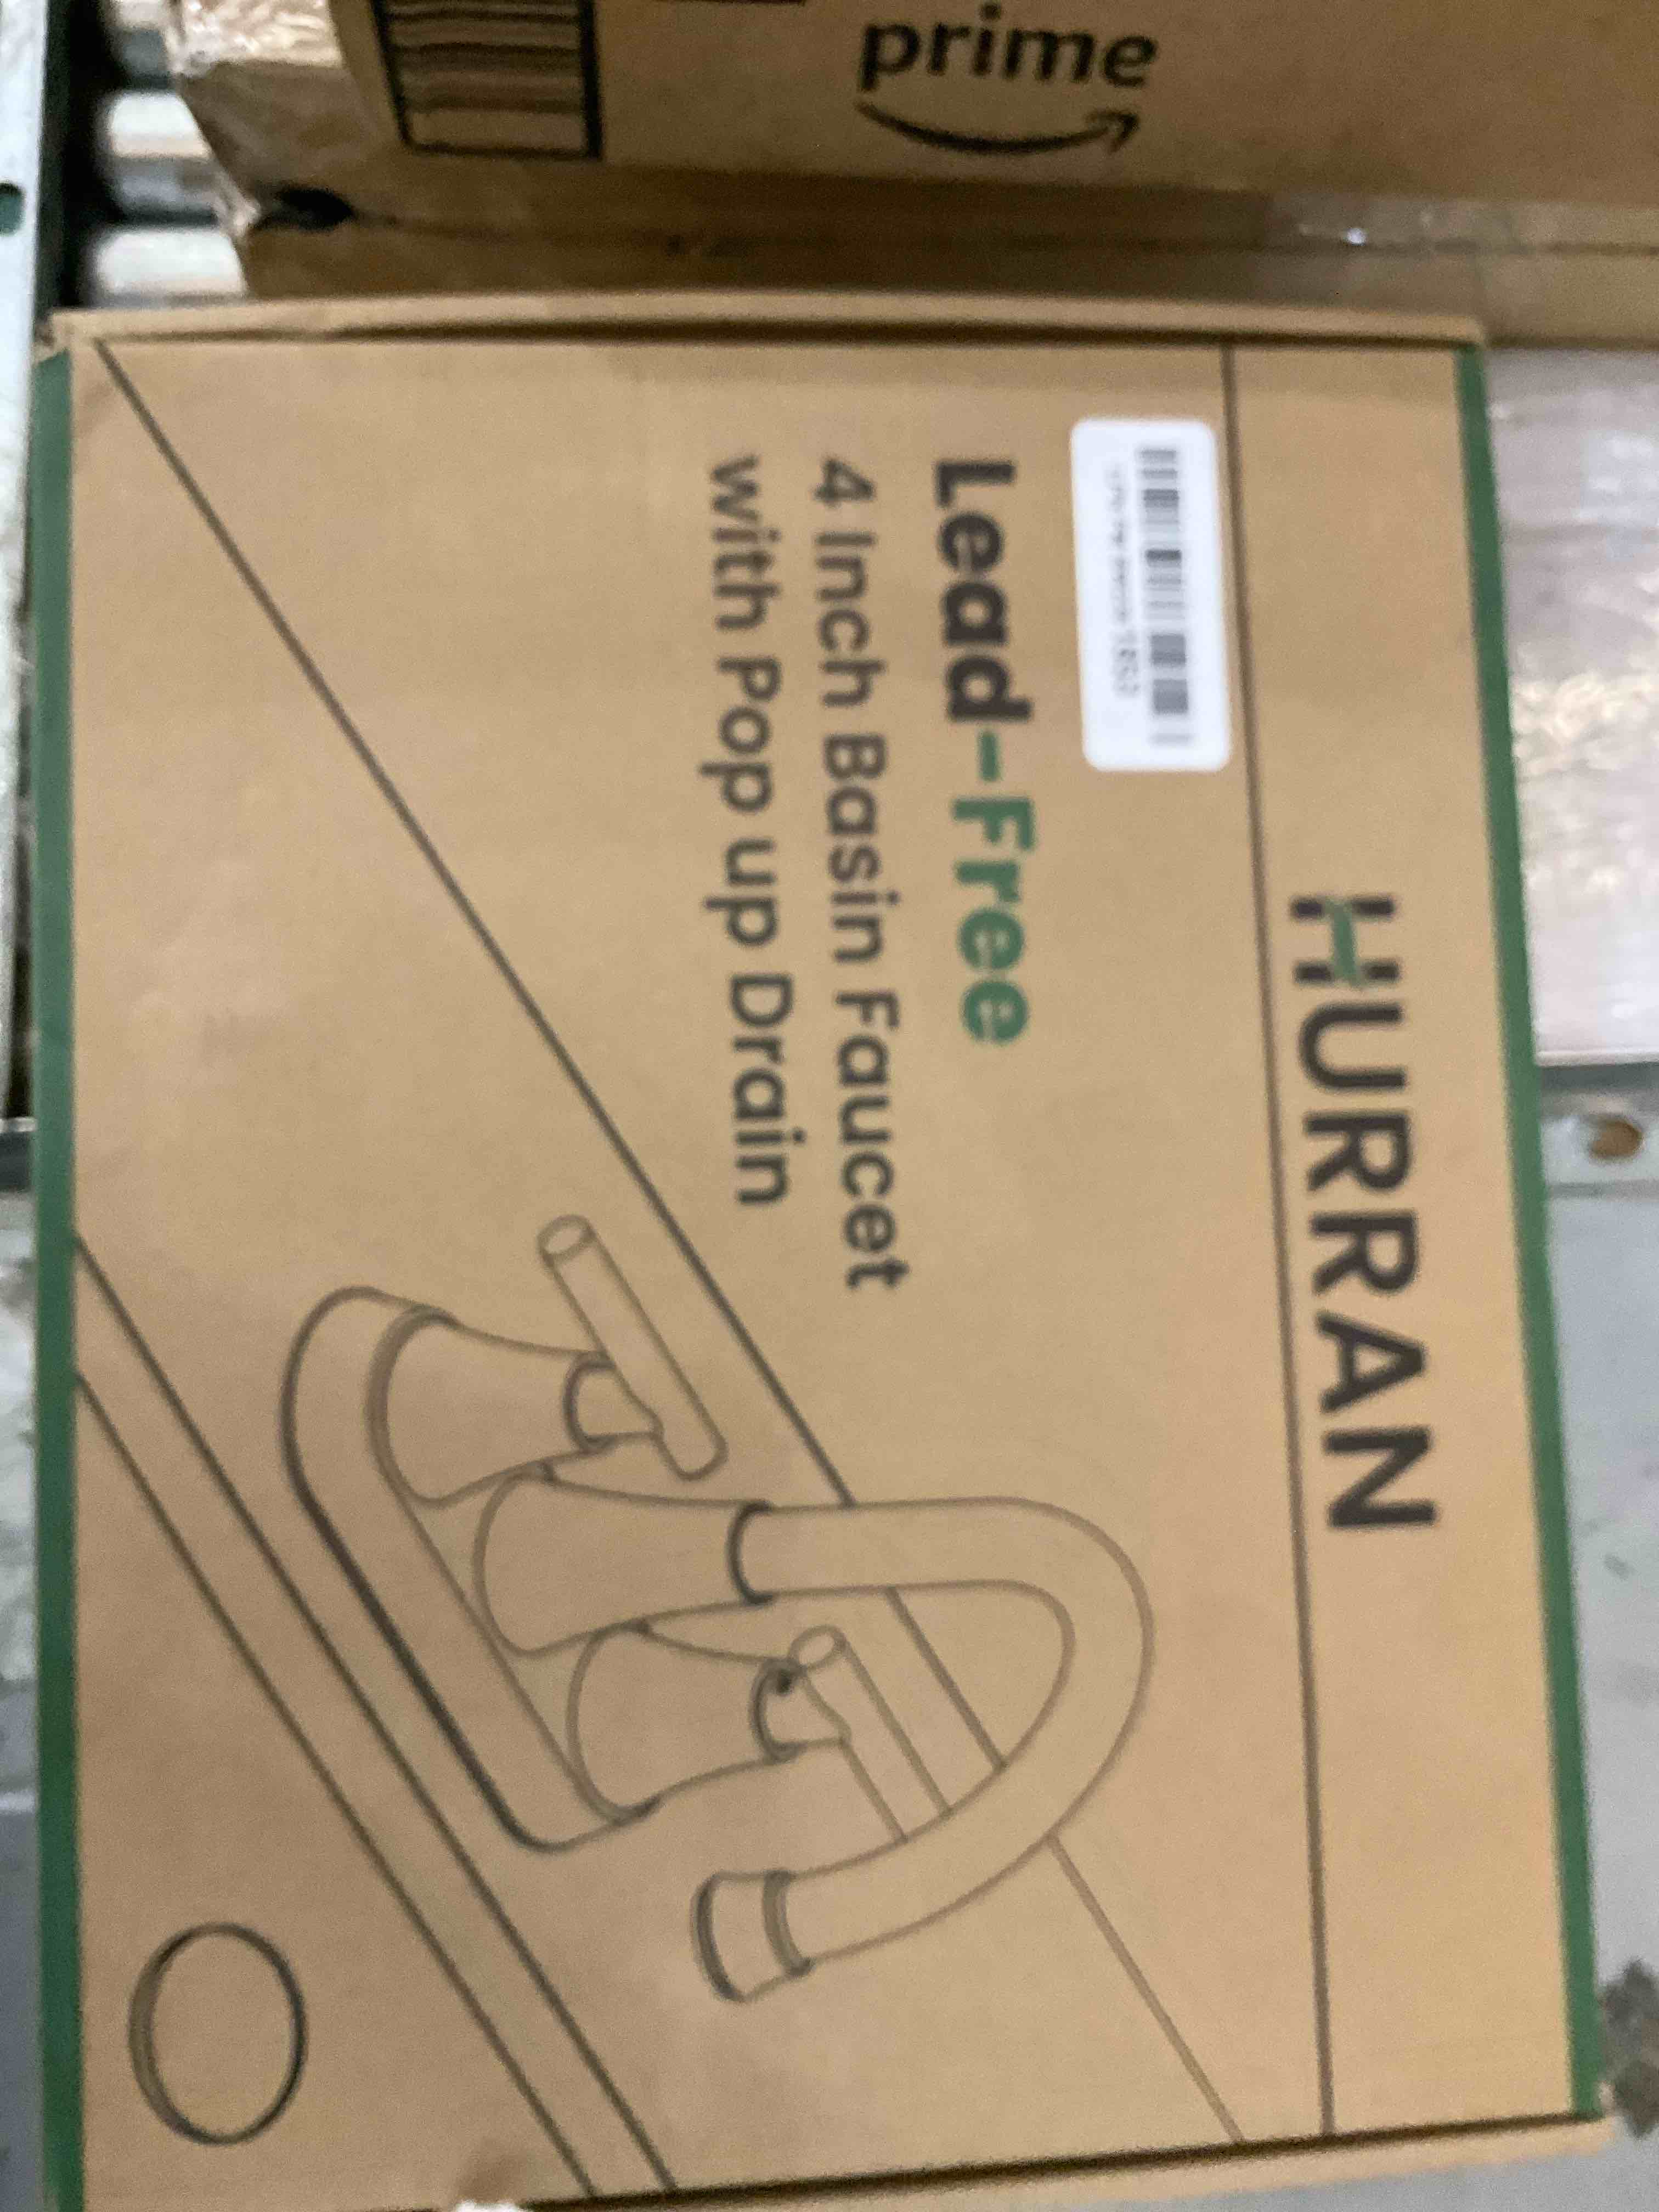 prime
HURRAN
Lead-Free
4 Inch Basin Faucet
with Pop up Drain